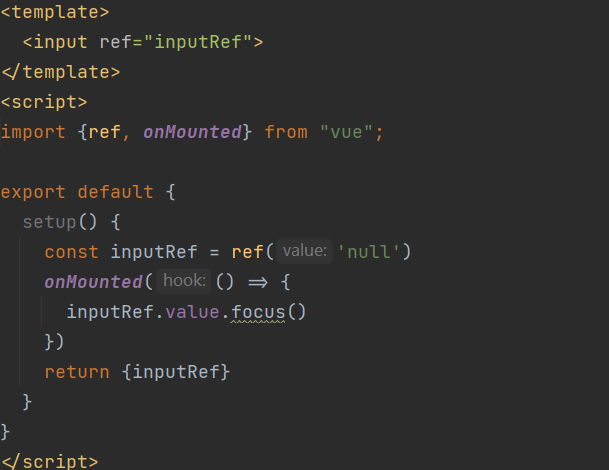 <template>
  <input ref="inputRef">
</template>
<script>
import {ref, onMounted} from "vue";

export default {
  setup() {
    const inputRef = ref( value: 'null')
    onMounted( hook: () => {
      inputRef.value.focus()
    })
    return {inputRef}
  }
}
</script>